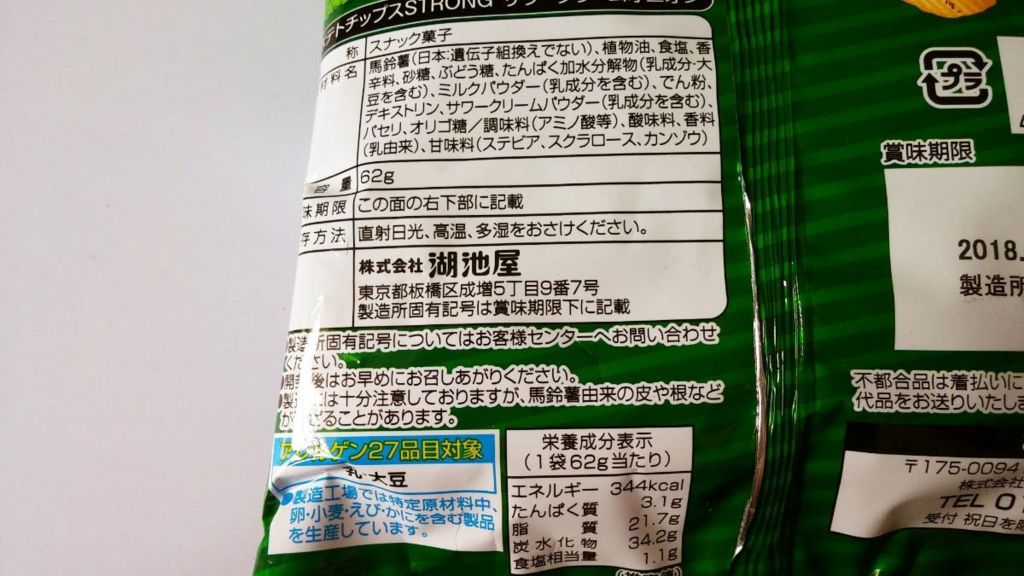 テトチップスSTRONG サワークリームオニオン
称 スナック菓子
材料名 馬鈴薯(日本:遺伝子組換えでない)、植物油、食塩、香
辛料、砂糖、ぶどう糖、たんぱく加水分解物(乳成分・大
豆を含む)、ミルクパウダー(乳成分を含む)、でん粉、
デキストリン、サワークリームパウダー(乳成分を含む)、
パセリ、オリゴ糖／調味料(アミノ酸等)、酸味料、香料
(乳由来)、甘味料(ステビア、スクラロース、カンゾウ)
容量 62g
味期限 この面の右下部に記載
存方法 直射日光、高温、多湿をおさけください。
株式会社 湖池屋
東京都板橋区成増5丁目9番7号
製造所固有記号は賞味期限下に記載
製造所固有記号についてはお客様センターへお問い合わせ
ください。
開封後はお早めにお召しあがりください。
●製造には十分注意しておりますが、馬鈴薯由来の皮や根など
が ざることがあります。
アレルゲン27品目対象
乳・大豆
●製造工場では特定原材料中、
卵・小麦・えび・かにを含む製品
を生産しています。
栄養成分表示
(1袋62g当たり)
エネルギー 344kcal
たんぱく質 3.1g
脂質 21.7g
炭水化物 34.2g
食塩相当量 1.1g
プラ
賞味期限
2018.
製造所
不都合品は着払いに
代品をお送りいたしま
〒175-0094
株式会社
TEL 0
受付 祝日を